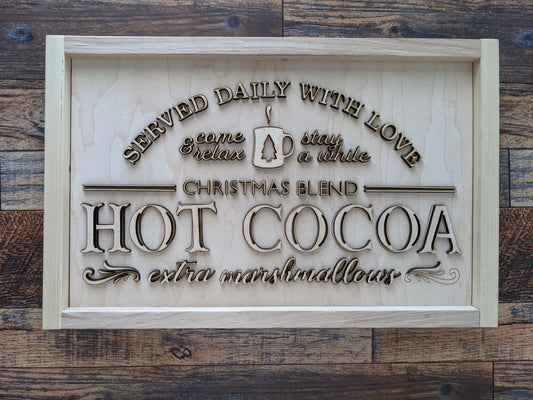 SERVED DAILY WITH LOVE
come & relax
stay a while
CHRISTMAS BLEND
HOT COCOA
extra marshmallows